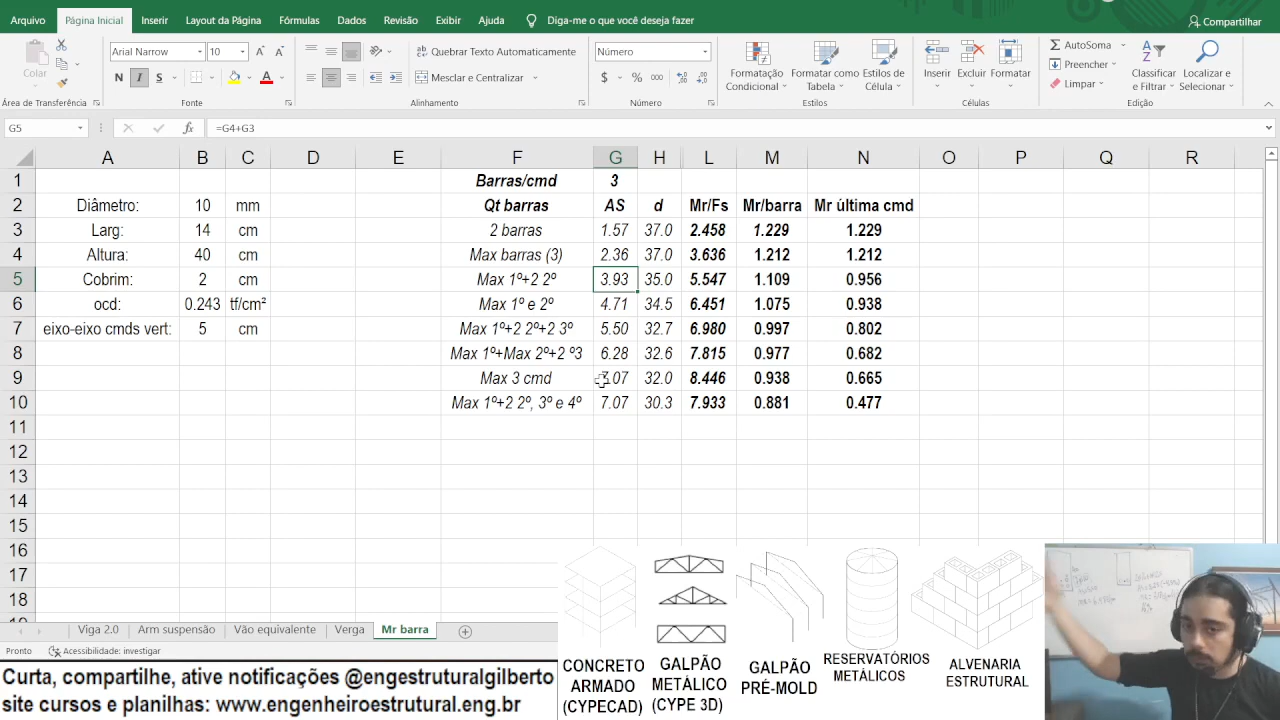 Arquivo Página Inicial Inserir Layout da Página Fórmulas Dados Revisão Exibir Ajuda Diga-me o que você deseja fazer Compartilhar
Colar
Arial Narrow 10
N I S
Quebrar Texto Automaticamente
Mesclar e Centralizar
Número
$ % 000
Formatação Condicional
Formatar como Tabela
Estilos de Célula
Inserir Excluir Formatar
AutoSoma
Preencher
Limpar
Classificar e Filtrar
Localizar e Selecionar
Área de Transferência Fonte Alinhamento Número Estilos Células Edição
G5 fx =G4+G3
A B C D E F G H L M N O P Q R
1 Barras/cmd 3
2 Diâmetro: 10 mm Qt barras AS d Mr/Fs Mr/barra Mr última cmd
3 Larg: 14 cm 2 barras 1.57 37.0 2.458 1.229 1.229
4 Altura: 40 cm Max barras (3) 2.36 37.0 3.636 1.212 1.212
5 Cobrim: 2 cm Max 1º+2 2º 3.93 35.0 5.547 1.109 0.956
6 σcd: 0.243 tf/cm² Max 1º e 2º 4.71 34.5 6.451 1.075 0.938
7 eixo-eixo cmds vert: 5 cm Max 1º+2 2º+2 3º 5.50 32.7 6.980 0.997 0.802
8 Max 1º+Max 2º+2 º3 6.28 32.6 7.815 0.977 0.682
9 Max 3 cmd 7.07 32.0 8.446 0.938 0.665
10 Max 1º+2 2º, 3º e 4º 7.07 30.3 7.933 0.881 0.477
11
12
13
14
15
16
17
18
Viga 2.0 Arm suspensão Vão equivalente Verga Mr barra
Pronto Acessibilidade: investigar
CONCRETO ARMADO (CYPECAD)
GALPÃO METÁLICO (CYPE 3D)
GALPÃO PRÉ-MOLD
RESERVATÓRIOS METÁLICOS
ALVENARIA ESTRUTURAL
Curta, compartilhe, ative notificações @engestruturalgilberto
site cursos e planilhas: www.engenheiroestrutural.eng.br